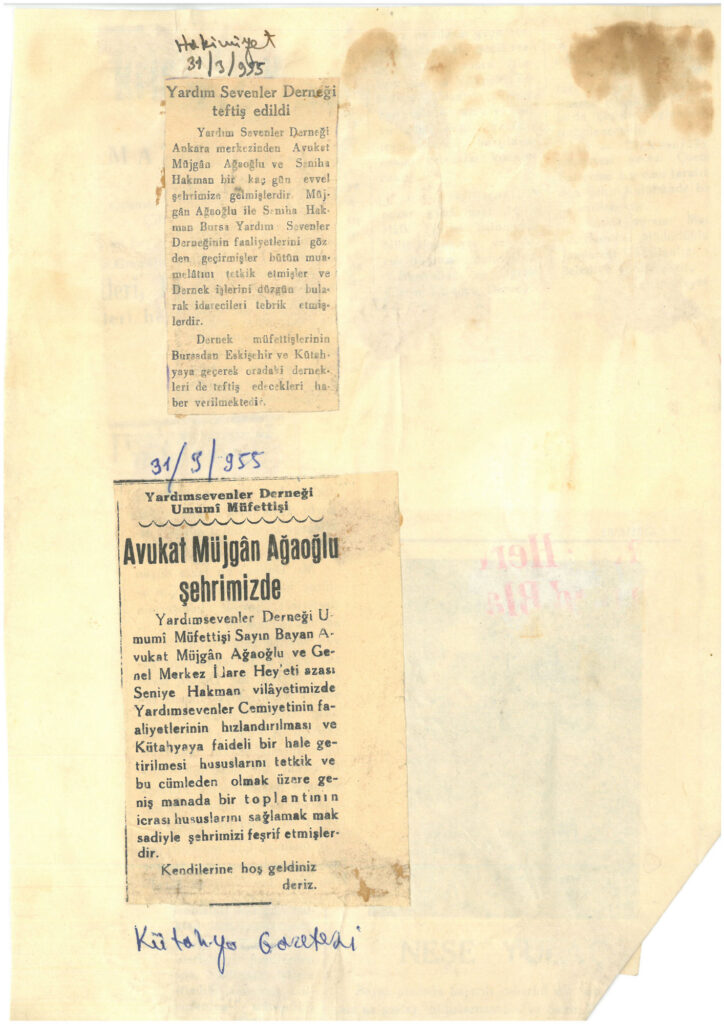 Hakimiyet
31/3/955
Yardım Sevenler Derneği
teftiş edildi
Yardım Sevenler Derneği
Ankara merkezinden Avukat
Müjgân Ağaoğlu ve Seniha
Hakman bir kaç gün evvel
şehrimize gelmişlerdir. Müj-
gân Ağaoğlu ile Seniha Hak-
man Bursa Yardım Sevenler
Derneğinin faaliyetlerini göz
den geçirmişler bütün mua-
melâtını tetkik etmişler ve
Dernek işlerini düzgün bula-
rak idarecileri tebrik etmiş-
lerdir.
Dernek müfettişlerinin
Bursadan Eskişehir ve Kütah-
yaya geçerek oradaki dernek-
leri de teftiş edecekleri ha-
ber verilmektedir.
31/3/955
Yardımsevenler Derneği
Umumî Müfettişi
Avukat Müjgân Ağaoğlu
şehrimizde
Yardımsevenler Derneği U-
mumî Müfettişi Sayın Bayan A-
vukat Müjgân Ağaoğlu ve Ge-
nel Merkez İdare Hey'eti azası
Seniye Hakman vilâyetimizde
Yardımsevenler Cemiyetinin fa-
aliyetlerinin hızlandırılması ve
Kütahyaya faideli bir hale ge-
tirilmesi hususlarını tetkik ve
bu cümleden olmak üzere ge-
niş manada bir toplantının
icrası hususlarını sağlamak mak
sadiyle şehrimizi teşrif etmişler-
dir.
Kendilerine hoş geldiniz
deriz.
Kütahya Gazetesi